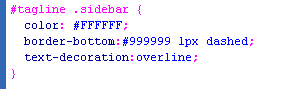 #tagline .sidebar {
color: #FFFFFF;
border-bottom:#999999 1px dashed;
text-decoration:overline;
}